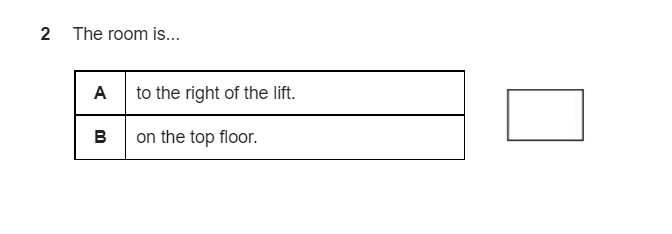 2 The room is...
A to the right of the lift.
B on the top floor.